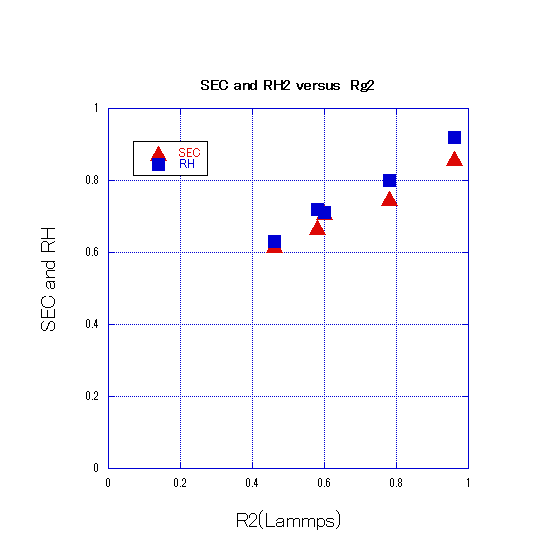 SEC and RH2 versus Rg2
SEC
RH
1
0.8
0.6
0.4
0.2
0
0
0.2
0.4
0.6
0.8
1
SEC and RH
R2(Lammps)